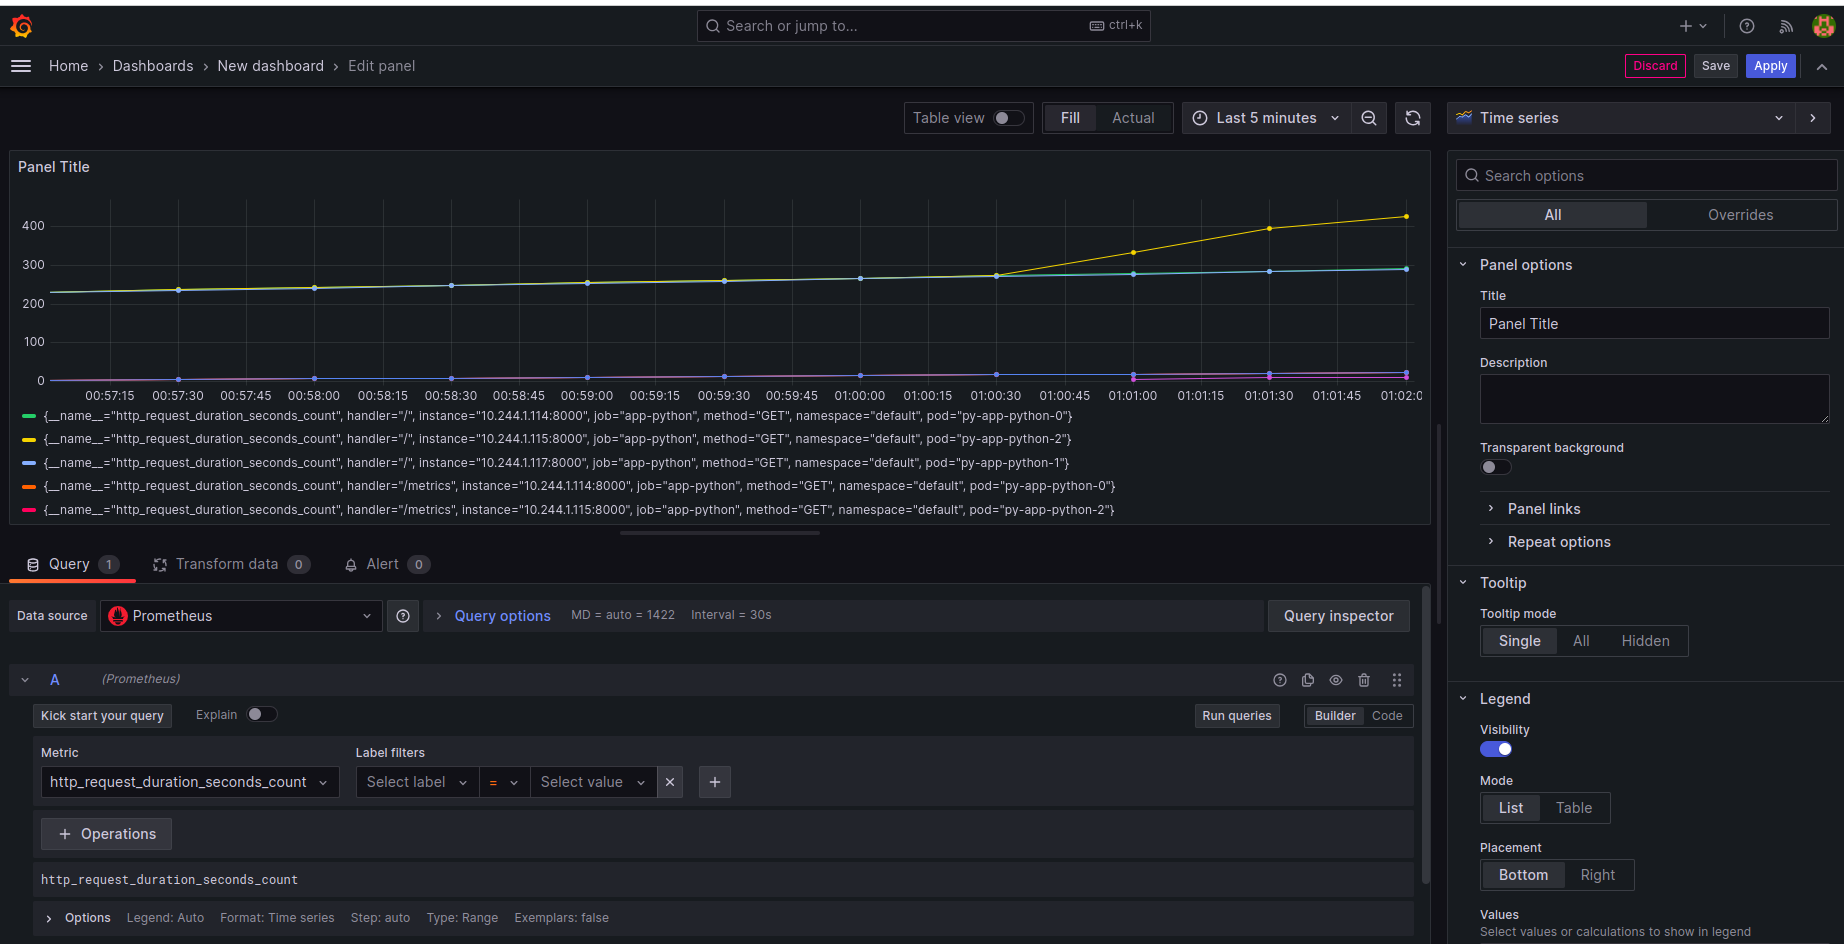 Search or jump to... ctrl+k
Home › Dashboards › New dashboard › Edit panel
Discard Save Apply
Table view Fill Actual Last 5 minutes
Time series
Panel Title
400
300
200
100
0
00:57:15 00:57:30 00:57:45 00:58:00 00:58:15 00:58:30 00:58:45 00:59:00 00:59:15 00:59:30 00:59:45 01:00:00 01:00:15 01:00:30 01:00:45 01:01:00 01:01:15 01:01:30 01:01:45 01:02:0
{__name__="http_request_duration_seconds_count", handler="/", instance="10.244.1.114:8000", job="app-python", method="GET", namespace="default", pod="py-app-python-0"}
{__name__="http_request_duration_seconds_count", handler="/", instance="10.244.1.115:8000", job="app-python", method="GET", namespace="default", pod="py-app-python-2"}
{__name__="http_request_duration_seconds_count", handler="/", instance="10.244.1.117:8000", job="app-python", method="GET", namespace="default", pod="py-app-python-1"}
{__name__="http_request_duration_seconds_count", handler="/metrics", instance="10.244.1.114:8000", job="app-python", method="GET", namespace="default", pod="py-app-python-0"}
{__name__="http_request_duration_seconds_count", handler="/metrics", instance="10.244.1.115:8000", job="app-python", method="GET", namespace="default", pod="py-app-python-2"}
Query 1 Transform data 0 Alert 0
Data source Prometheus Query options MD = auto = 1422 Interval = 30s Query inspector
A (Prometheus)
Kick start your query Explain Run queries Builder Code
Metric Label filters
http_request_duration_seconds_count Select label = Select value
+ Operations
http_request_duration_seconds_count
Options Legend: Auto Format: Time series Step: auto Type: Range Exemplars: false
Search options
All Overrides
Panel options
Title
Panel Title
Description
Transparent background
Panel links
Repeat options
Tooltip
Tooltip mode
Single All Hidden
Legend
Visibility
Mode
List Table
Placement
Bottom Right
Values
Select values or calculations to show in legend